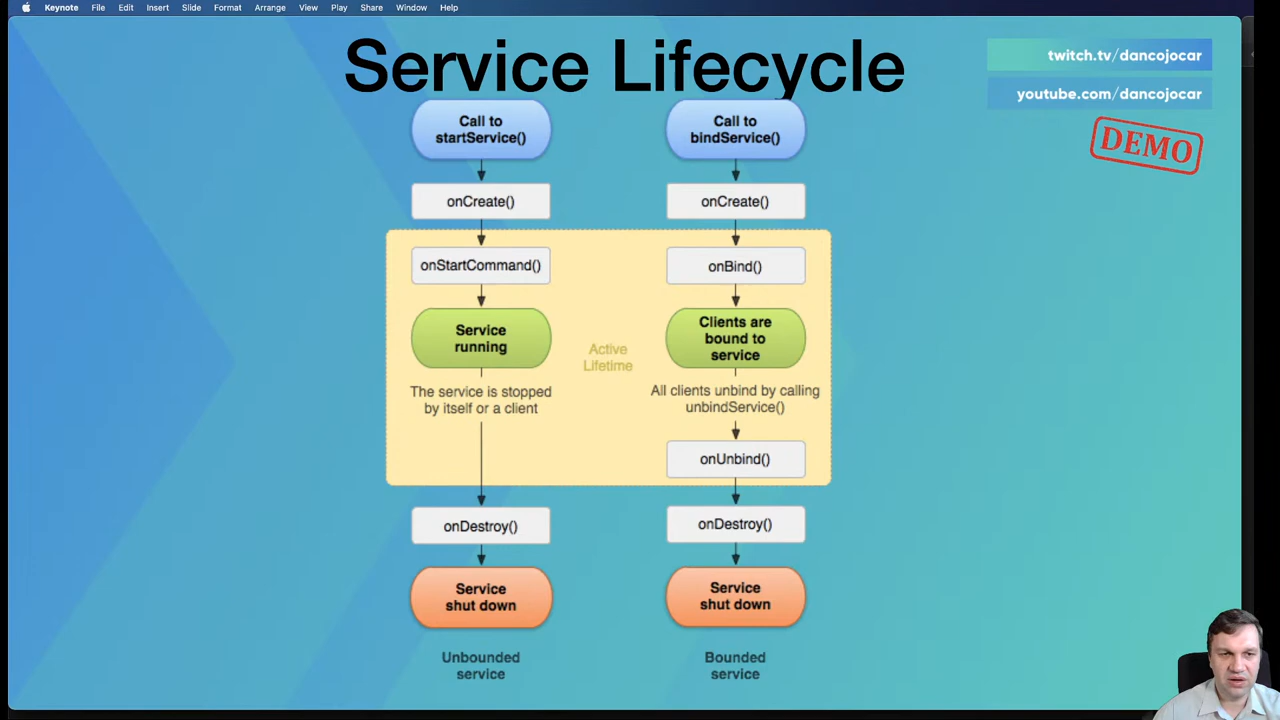 Keynote File Edit Insert Slide Format Arrange View Play Share Window Help
Service Lifecycle
twitch.tv/dancojocar
youtube.com/dancojocar
DEMO
Call to
startService()
onCreate()
onStartCommand()
Service
running
The service is stopped
by itself or a client
onDestroy()
Service
shut down
Unbounded
service
Active
Lifetime
Call to
bindService()
onCreate()
onBind()
Clients are
bound to
service
All clients unbind by calling
unbindService()
onUnbind()
onDestroy()
Service
shut down
Bounded
service